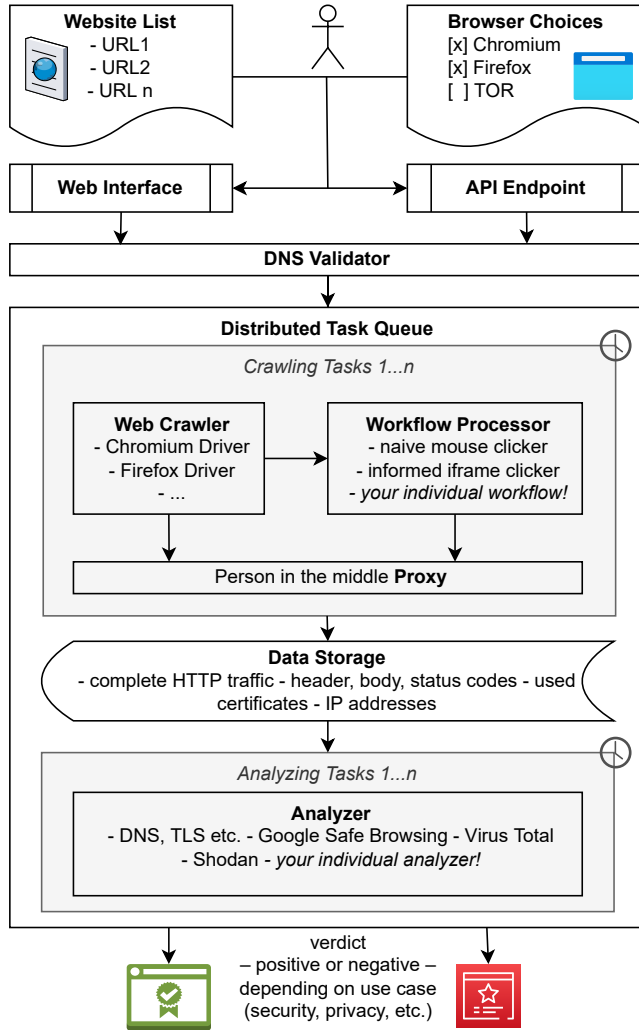 Website List
- URL1
- URL2
- URL n
Browser Choices
[x] Chromium
[x] Firefox
[ ] TOR
Web Interface
API Endpoint
DNS Validator
Distributed Task Queue
Crawling Tasks 1...n
Web Crawler
- Chromium Driver
- Firefox Driver
- ...
Workflow Processor
- naive mouse clicker
- informed iframe clicker
- your individual workflow!
Person in the middle Proxy
Data Storage
- complete HTTP traffic - header, body, status codes - used
certificates - IP addresses
Analyzing Tasks 1...n
Analyzer
- DNS, TLS etc. - Google Safe Browsing - Virus Total
- Shodan - your individual analyzer!
verdict
– positive or negative –
depending on use case
(security, privacy, etc.)